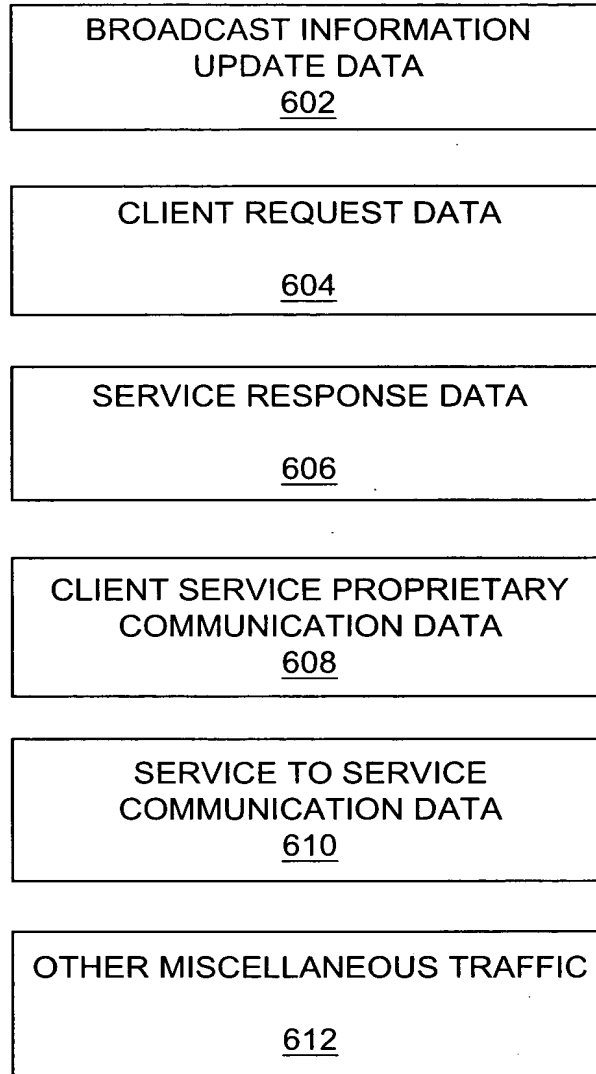 BROADCAST INFORMATION
UPDATE DATA
602
CLIENT REQUEST DATA
604
SERVICE RESPONSE DATA
606
CLIENT SERVICE PROPRIETARY
COMMUNICATION DATA
608
SERVICE TO SERVICE
COMMUNICATION DATA
610
OTHER MISCELLANEOUS TRAFFIC
612